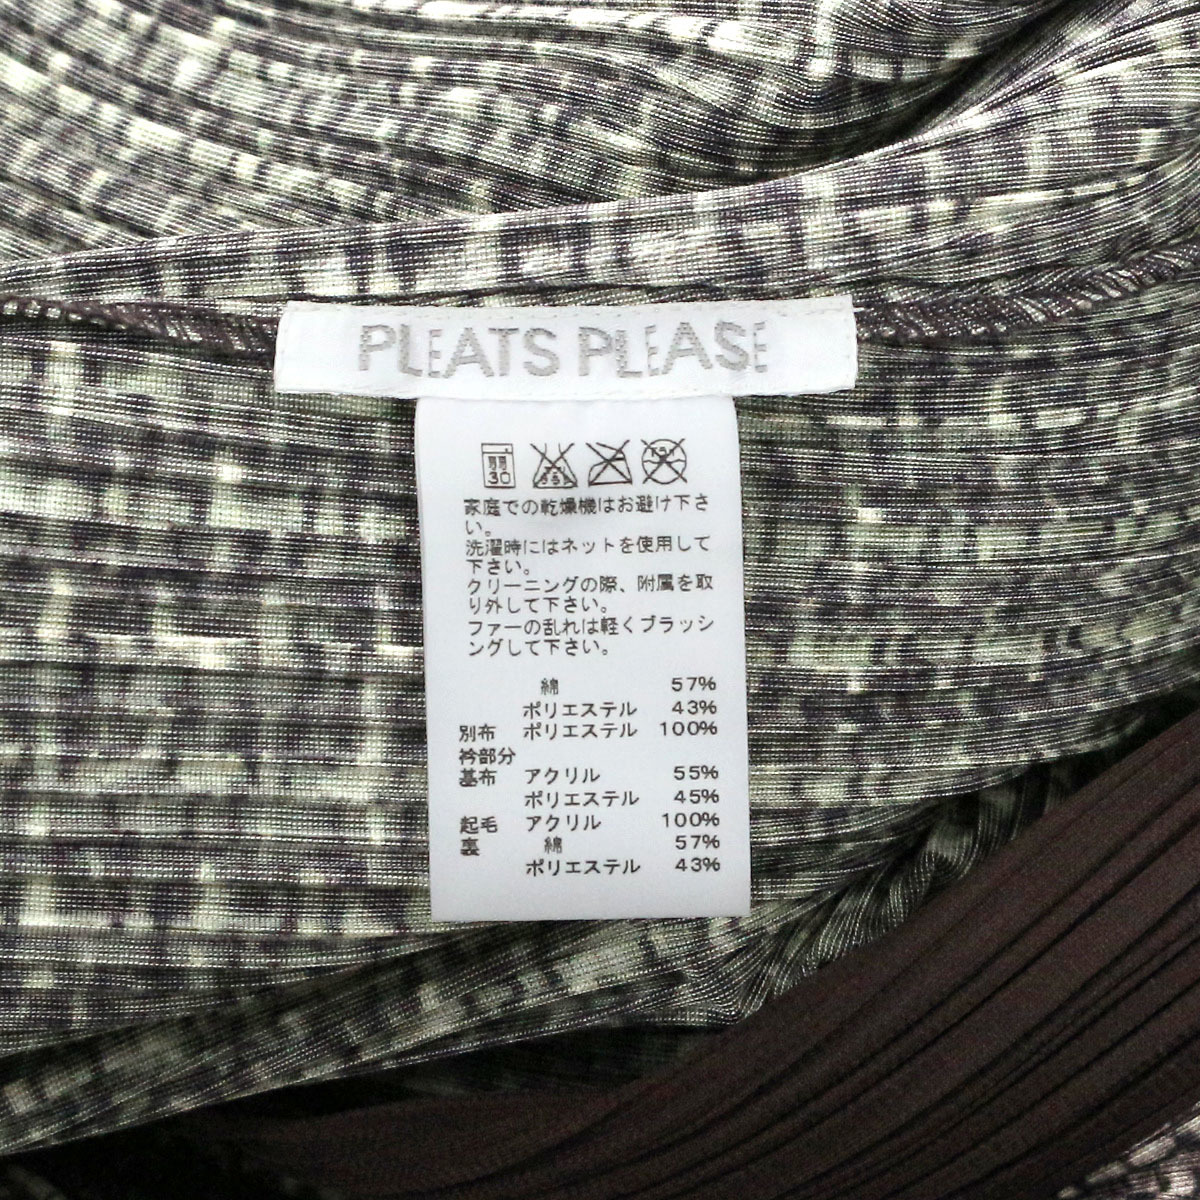 PLEATS PLEASE
30
家庭での乾燥機はお避け下さ
い。
洗濯時にはネットを使用して
下さい。
クリーニングの際、附属を取
り外して下さい。
ファーの乱れは軽くブラッシ
ングして下さい。
綿 57%
ポリエステル 43%
別布 ポリエステル 100%
衿部分
基布 アクリル 55%
ポリエステル 45%
起毛 アクリル 100%
裏 綿 57%
ポリエステル 43%